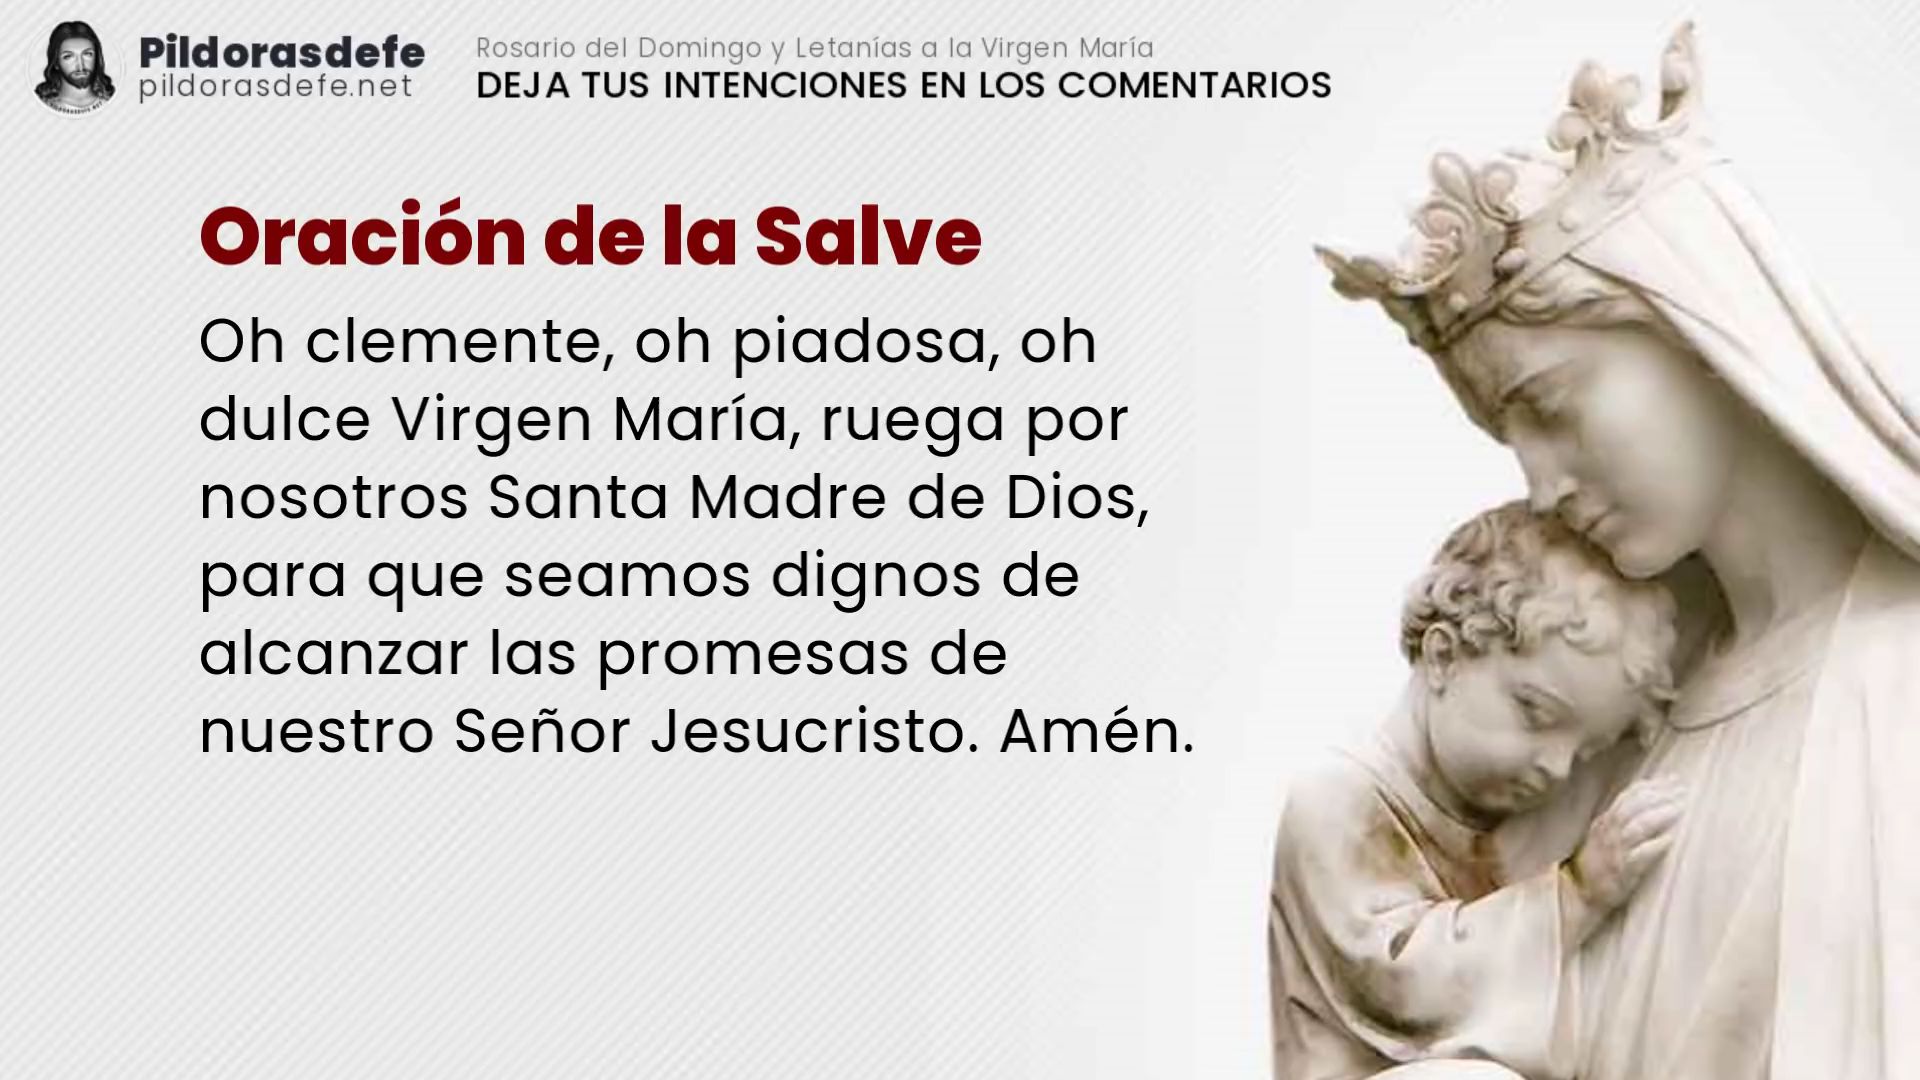 Pildorasdefe
pildorasdefe.net
Rosario del Domingo y Letanías a la Virgen María
DEJA TUS INTENCIONES EN LOS COMENTARIOS
Oración de la Salve
Oh clemente, oh piadosa, oh
dulce Virgen María, ruega por
nosotros Santa Madre de Dios,
para que seamos dignos de
alcanzar las promesas de
nuestro Señor Jesucristo. Amén.